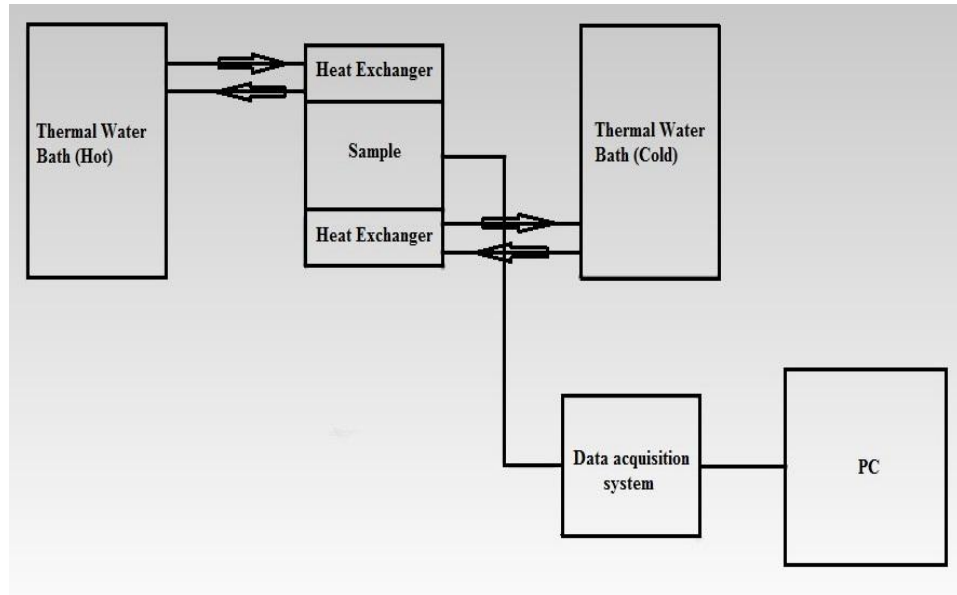 Thermal Water
Bath (Hot)
Heat Exchanger
Sample
Heat Exchanger
Thermal Water
Bath (Cold)
Data acquisition
system
PC